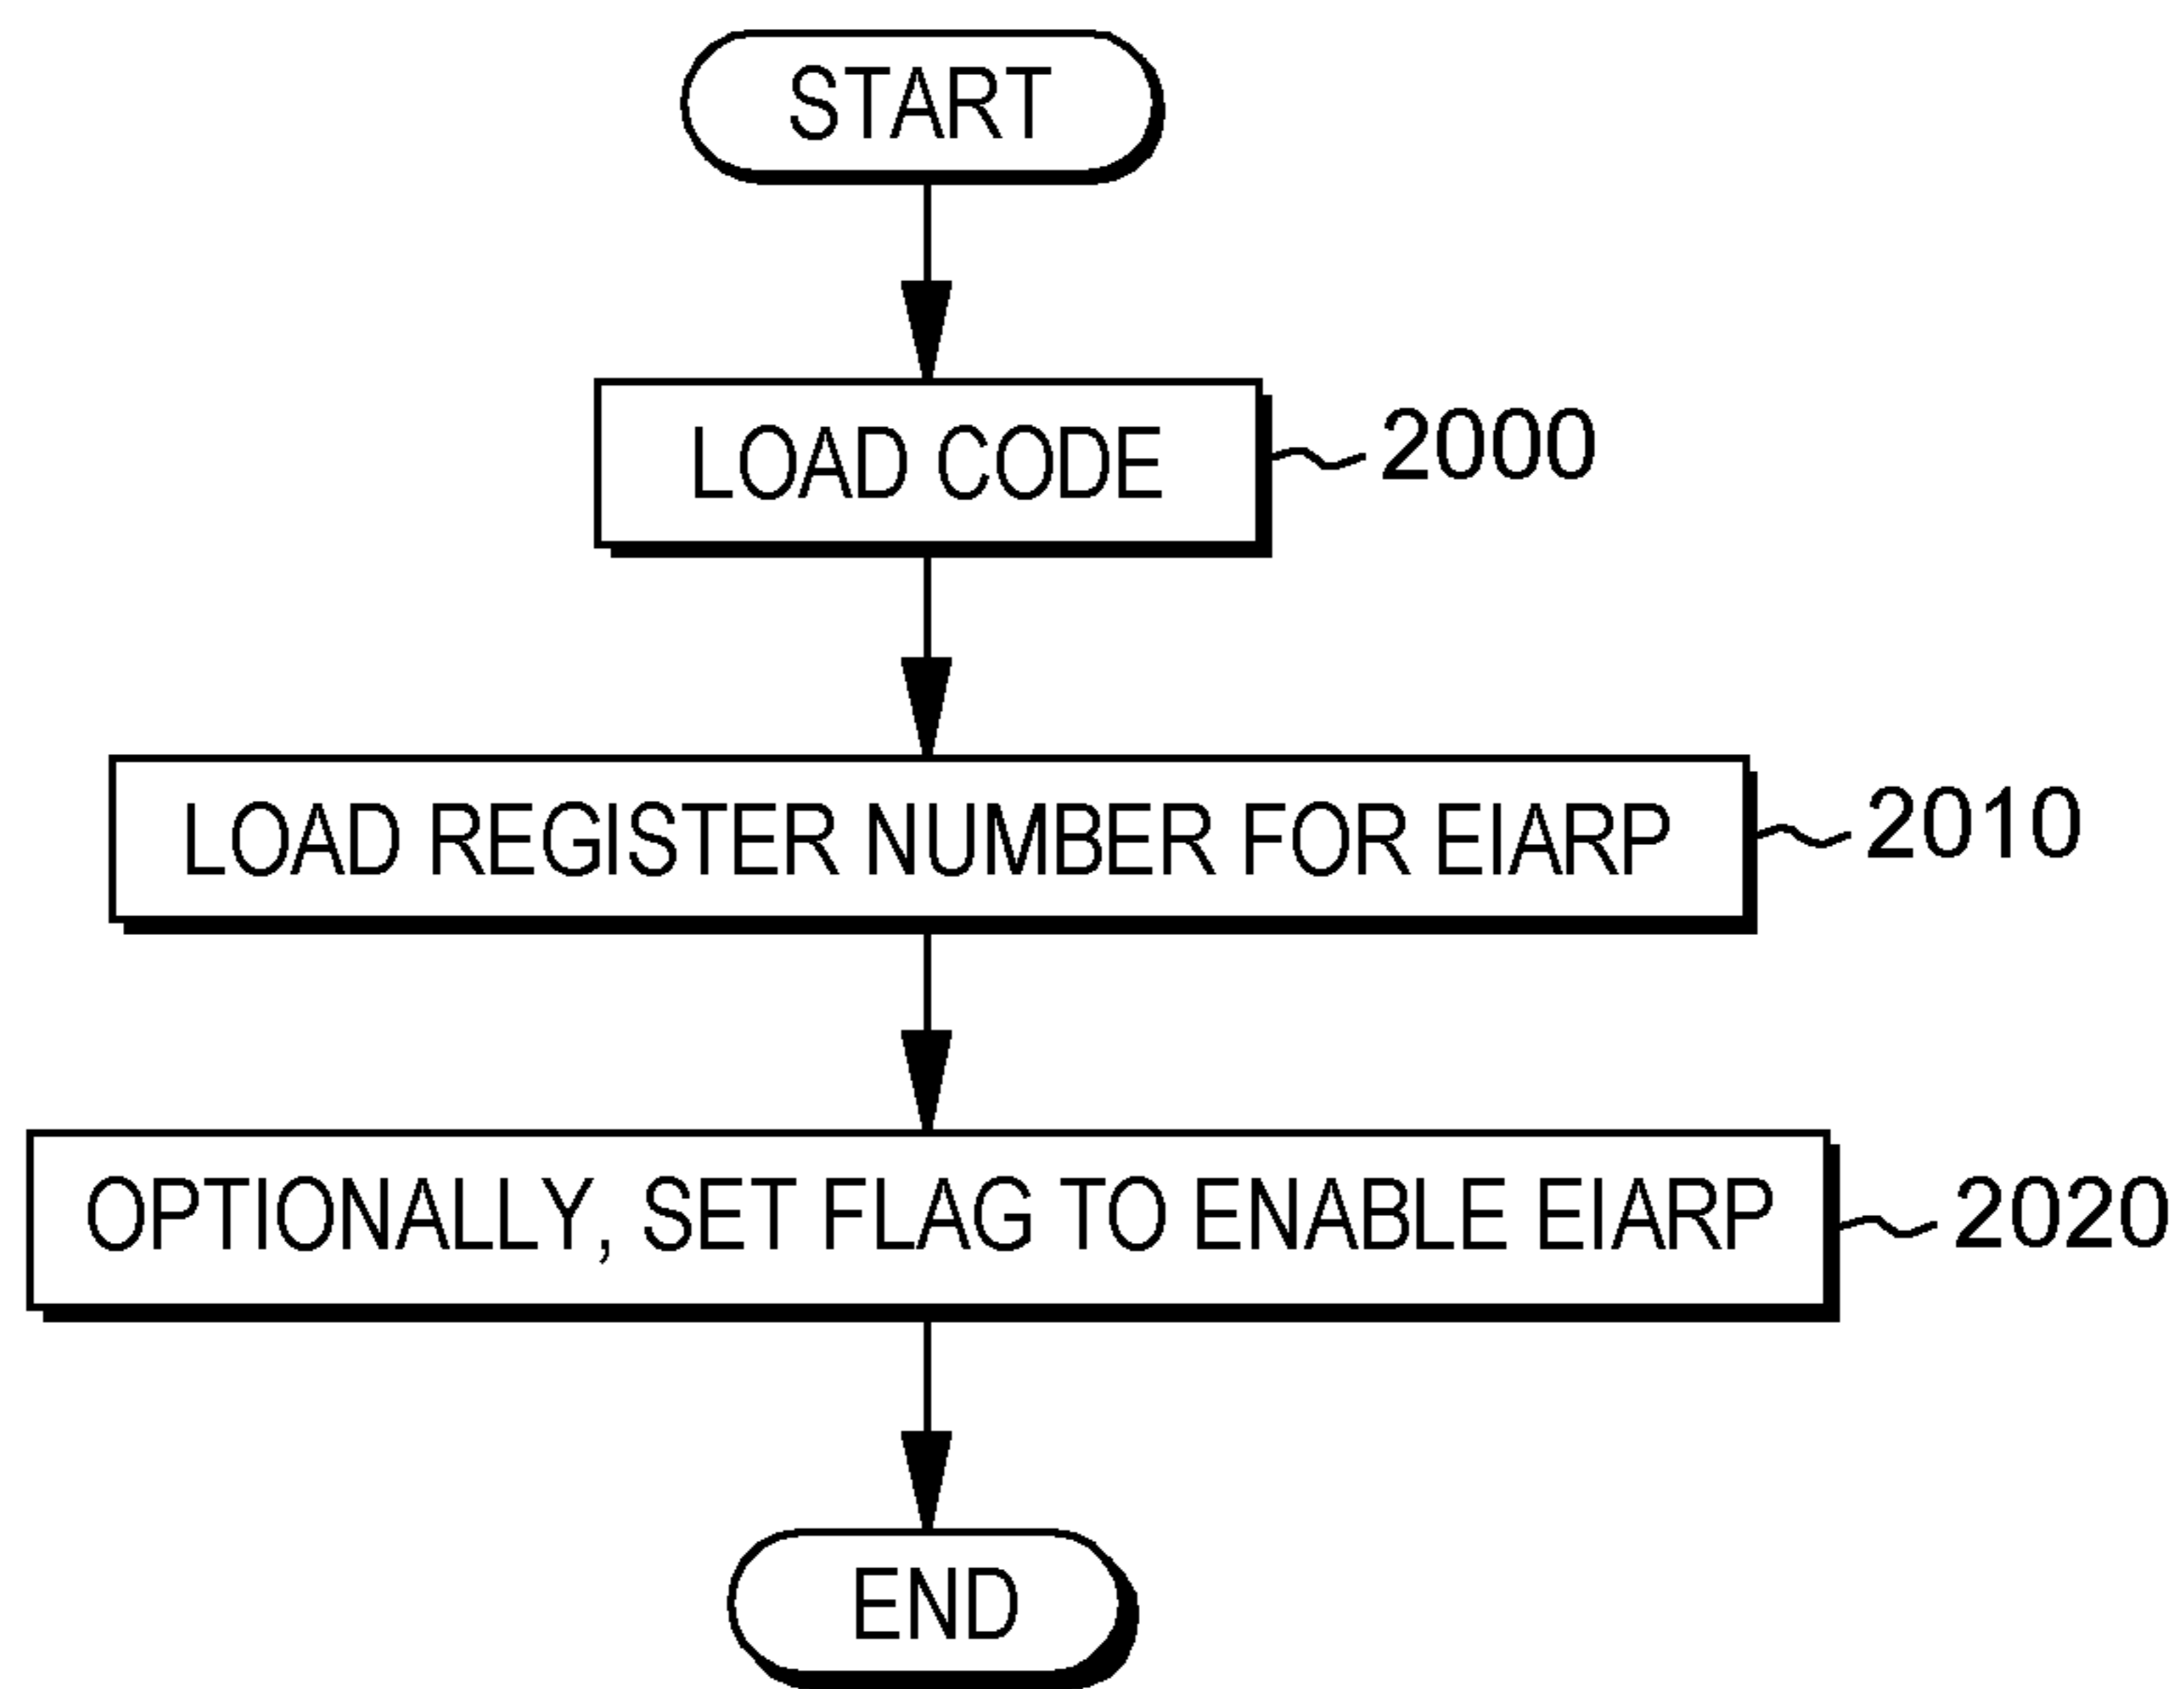 START
LOAD CODE 2000
LOAD REGISTER NUMBER FOR EIARP 2010
OPTIONALLY, SET FLAG TO ENABLE EIARP 2020
END